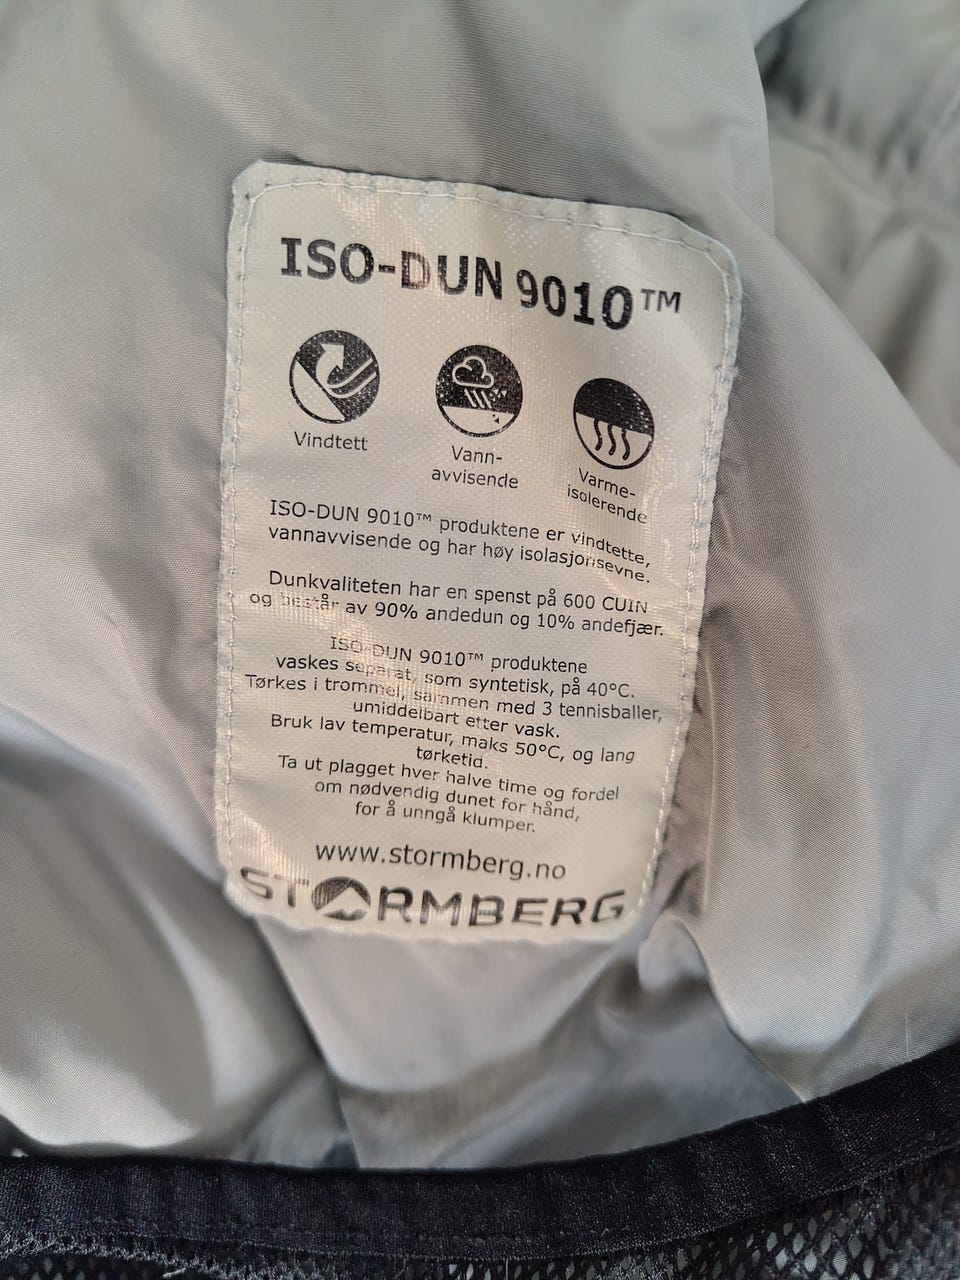 ISO-DUN 9010™
Vindtett
Vann-
avvisende
Varme-
isolerende
ISO-DUN 9010™ produktene er vindtette,
vannavvisende og har høy isolasjonsevne.
Dunkvaliteten har en spenst på 600 CUIN
og består av 90% andedun og 10% andefjær.
ISO-DUN 9010™ produktene
vaskes separat, som syntetisk, på 40°C.
Tørkes i trommel, sammen med 3 tennisballer,
umiddelbart etter vask.
Bruk lav temperatur, maks 50°C, og lang
tørketid.
Ta ut plagget hver halve time og fordel
om nødvendig dunet for hånd,
for å unngå klumper.
www.stormberg.no
STORMBERG